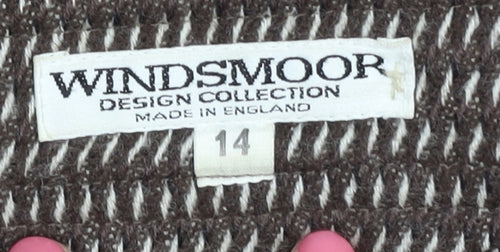 WINDSMOOR
DESIGN COLLECTION
MADE IN ENGLAND
14